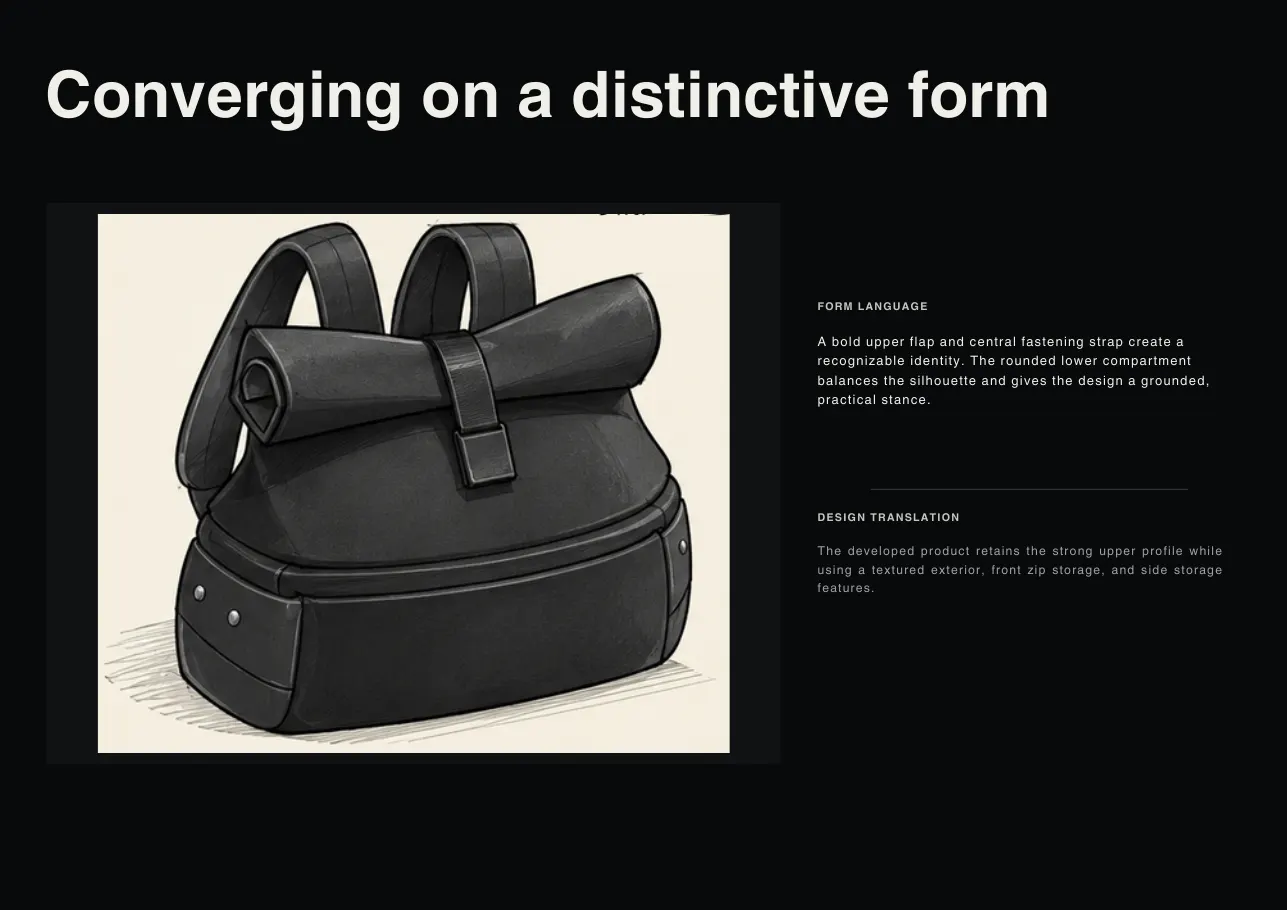 Converging on a distinctive form
FORM LANGUAGE
A bold upper flap and central fastening strap create a
recognizable identity. The rounded lower compartment
balances the silhouette and gives the design a grounded,
practical stance.
DESIGN TRANSLATION
The developed product retains the strong upper profile while
using a textured exterior, front zip storage, and side storage
features.